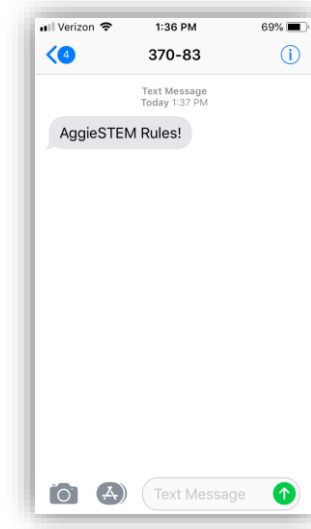 Verizon 1:36 PM 69%
4 370-83 i
Text Message
Today 1:37 PM
AggieSTEM Rules!
Text Message